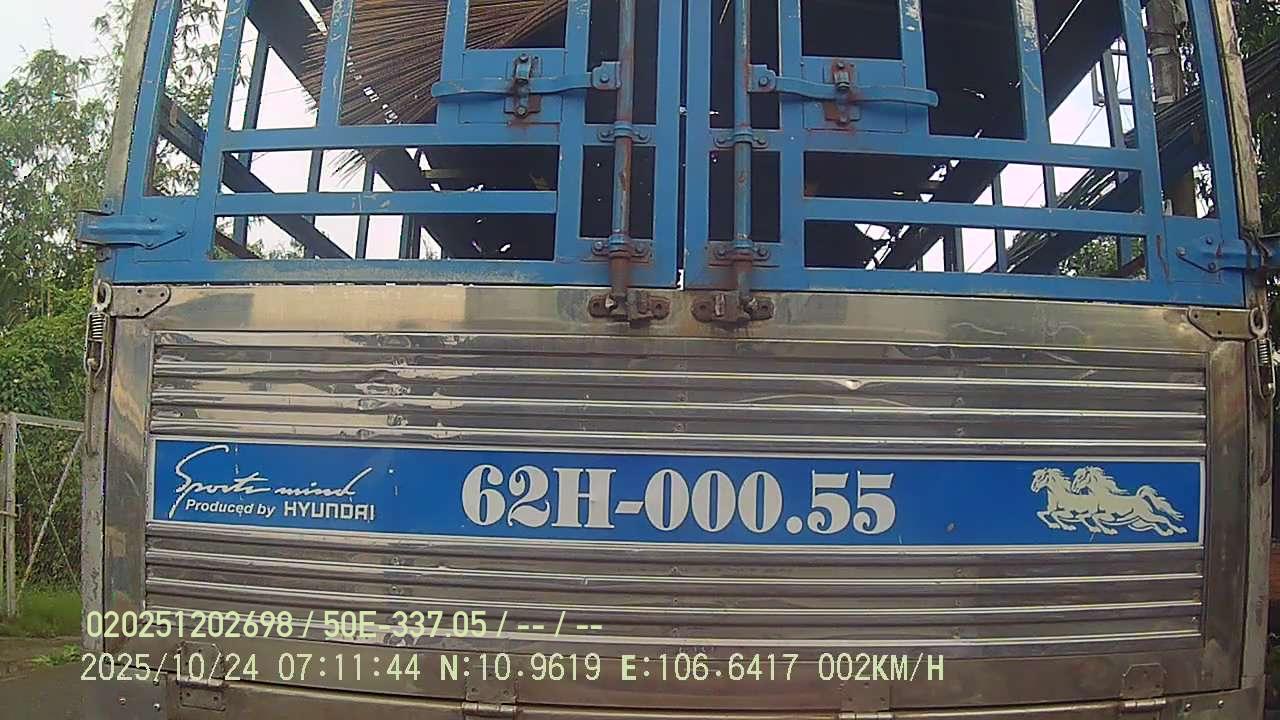 Sports mind
Produced by HYUNDAI
62H-000.55
020251202698 / 50E-337.05 / -- / --
2025/10/24 07:11:44 N:10.9619 E:106.6417 002KM/H